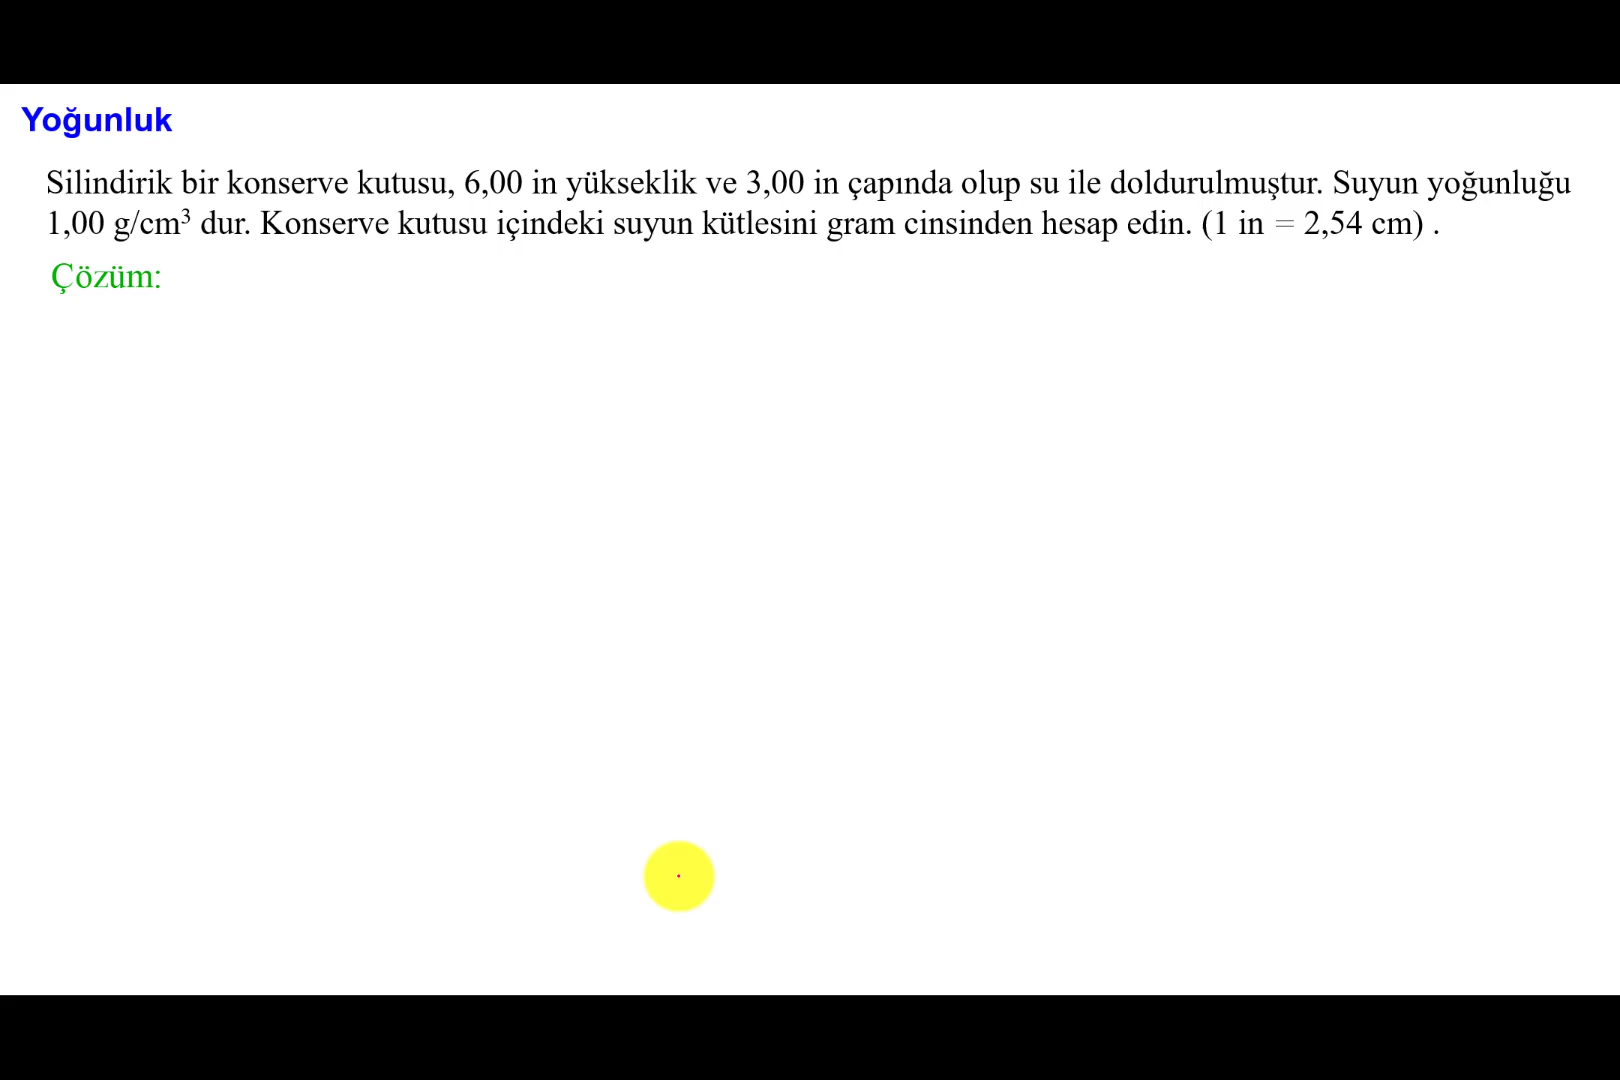 Yoğunluk
Silindirik bir konserve kutusu, 6,00 in yükseklik ve 3,00 in çapında olup su ile doldurulmuştur. Suyun yoğunluğu
1,00 g/cm³ dur. Konserve kutusu içindeki suyun kütlesini gram cinsinden hesap edin. (1 in = 2,54 cm) .
Çözüm: